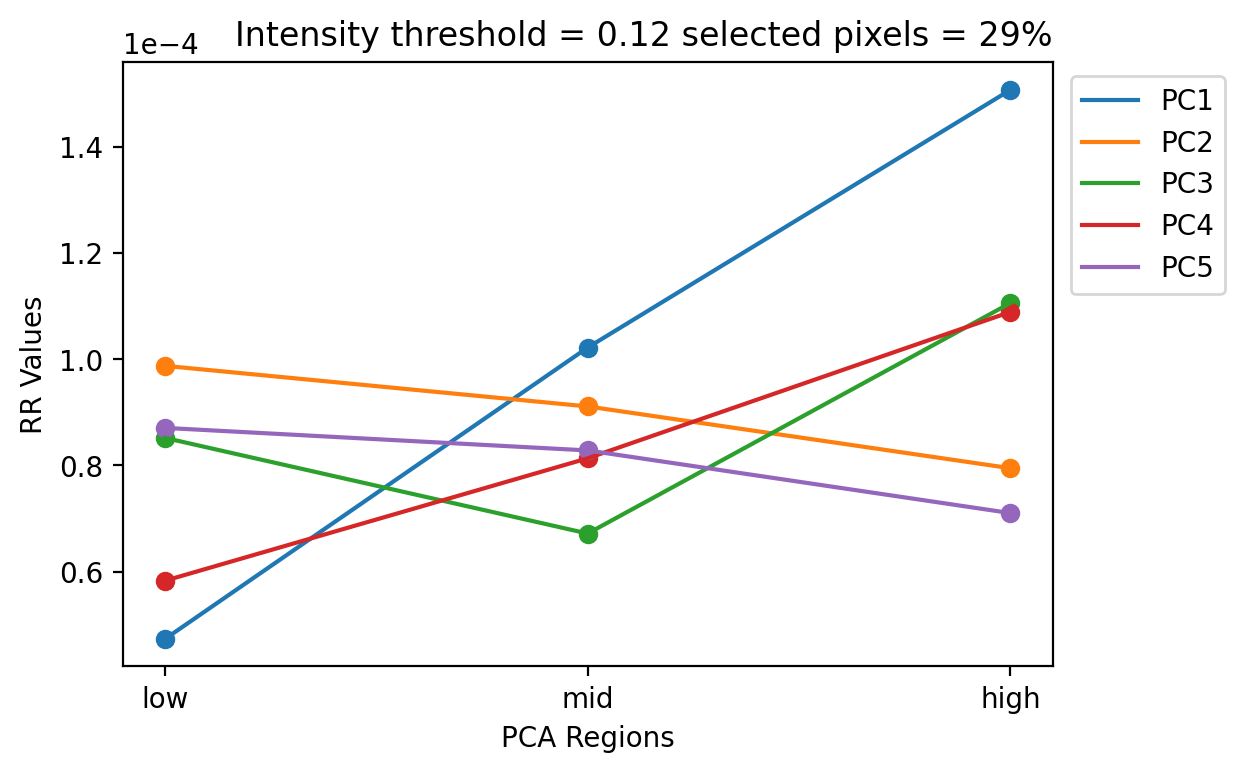 Intensity threshold = 0.12 selected pixels = 29%
1e−4
1.4
1.2
1.0
0.8
0.6
RR Values
low
mid
high
PCA Regions
PC1
PC2
PC3
PC4
PC5